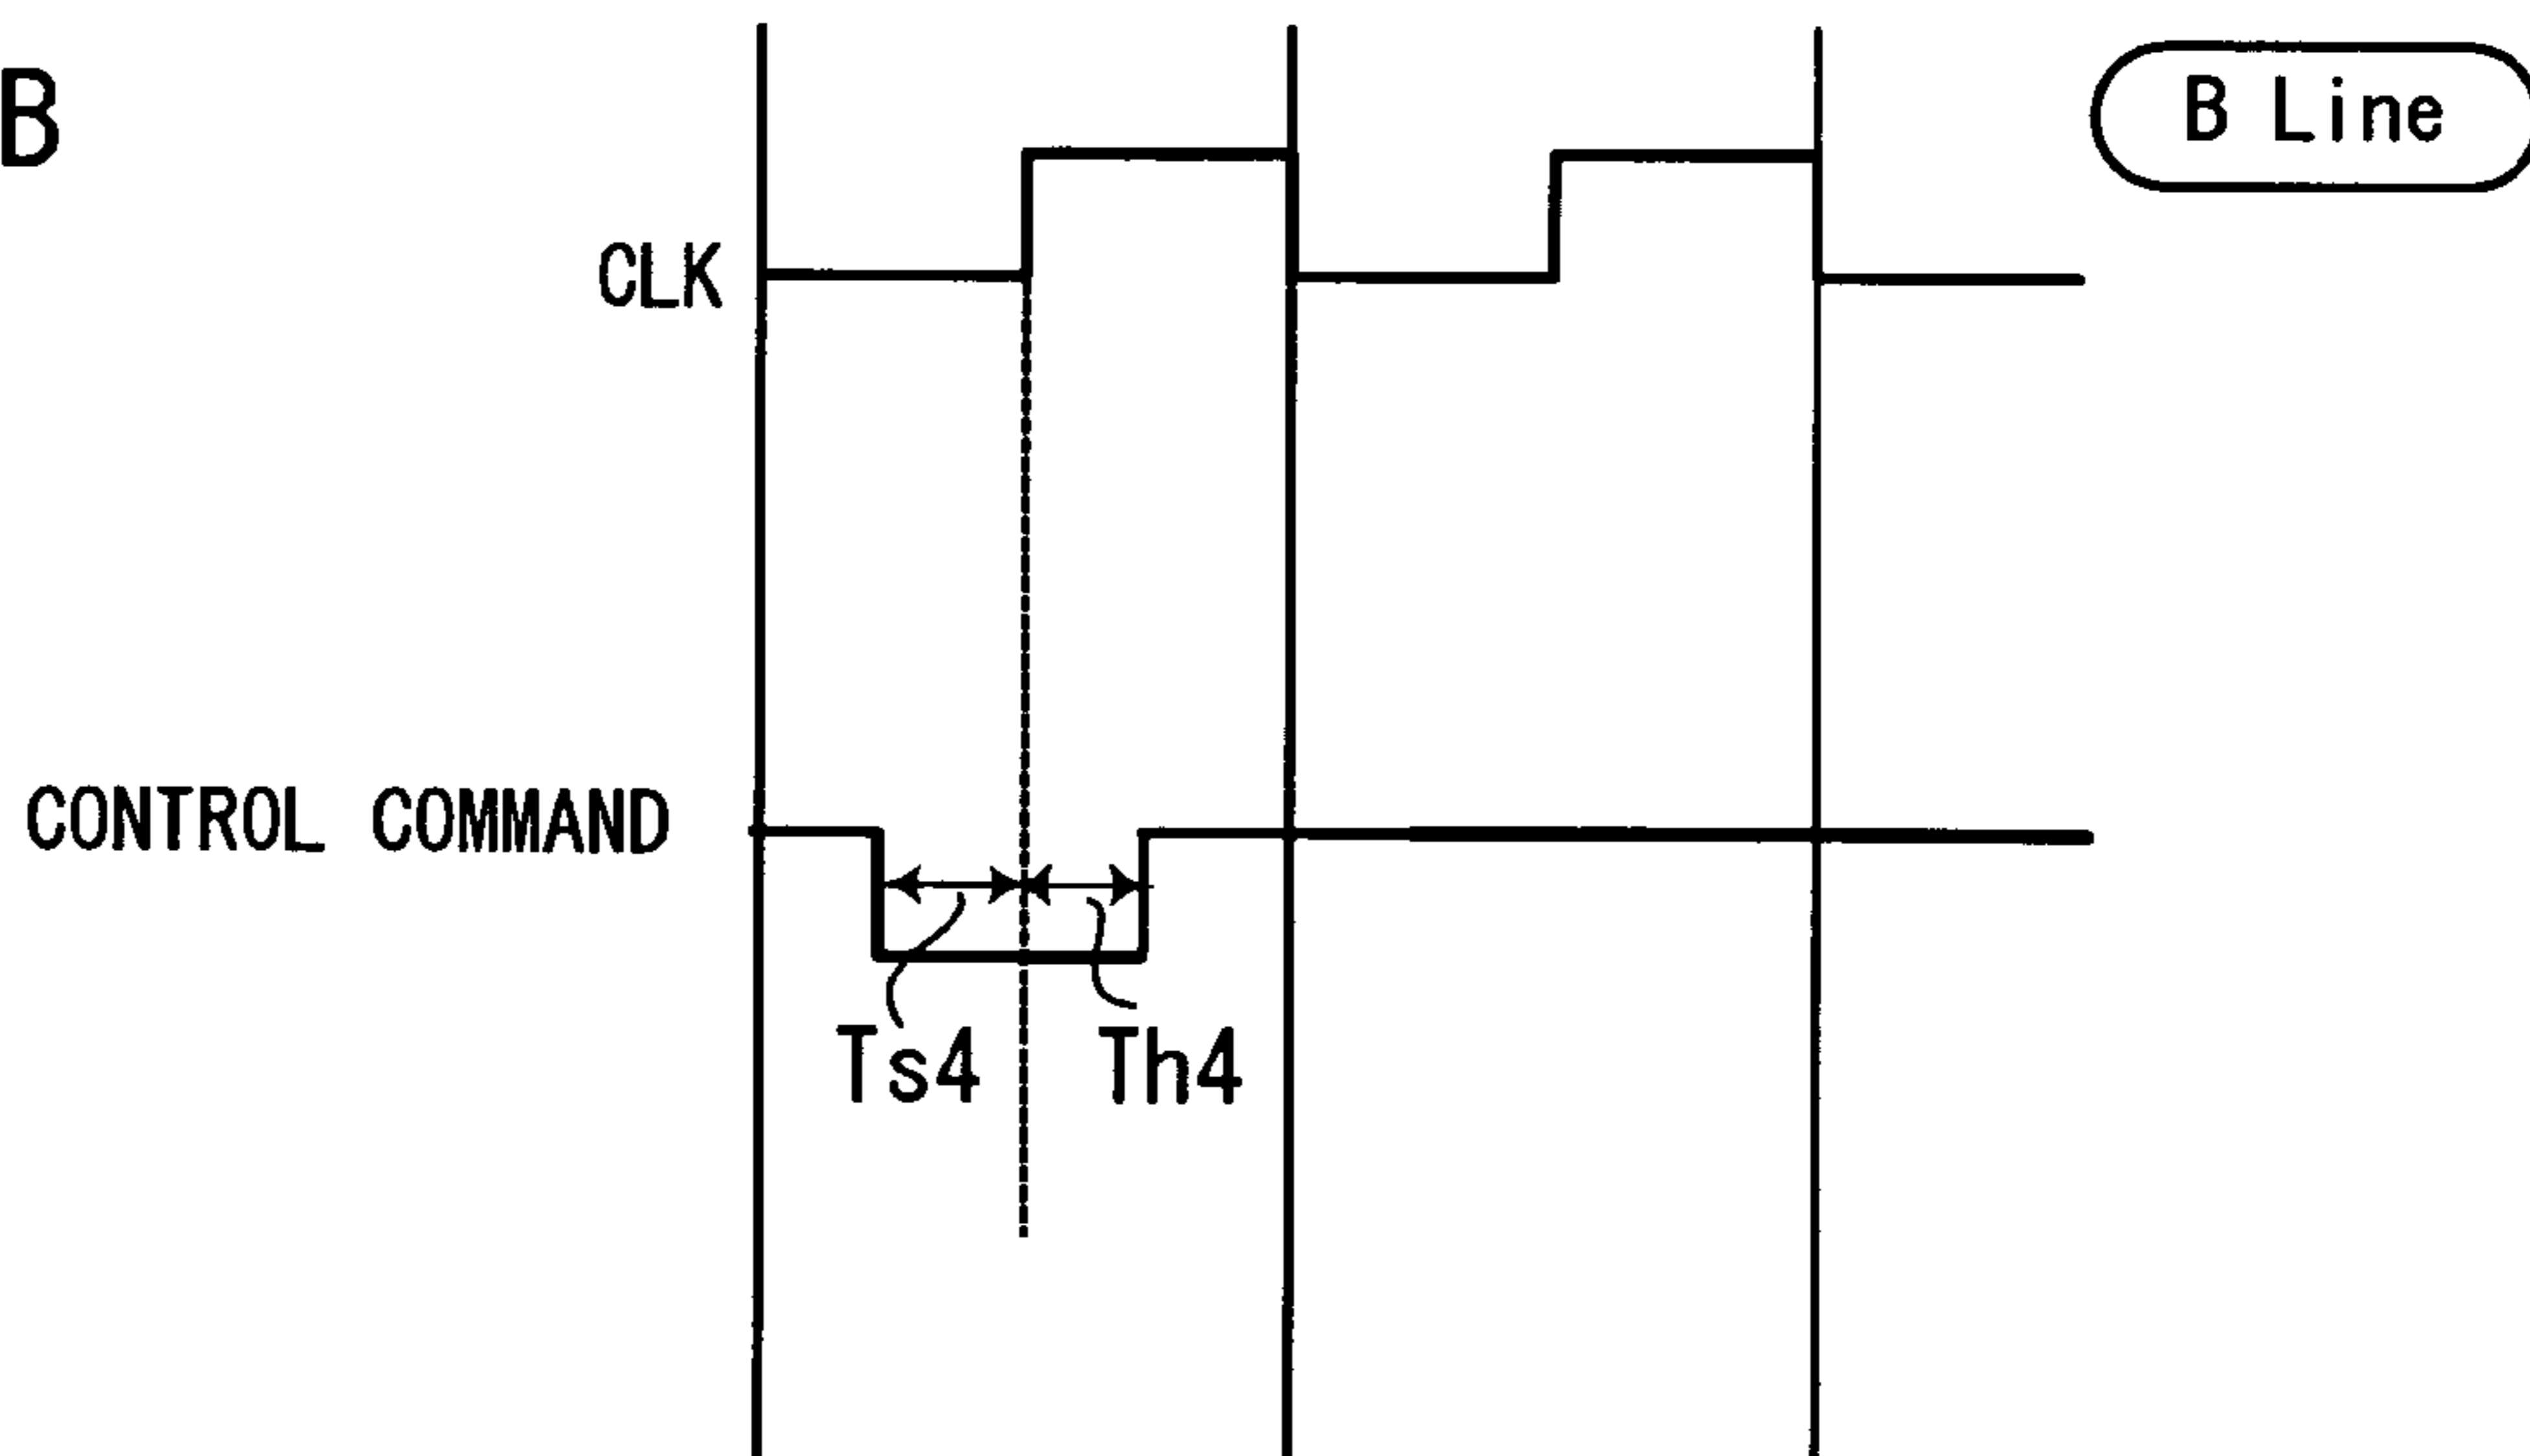 B
B Line
CLK
CONTROL COMMAND
Ts4
Th4